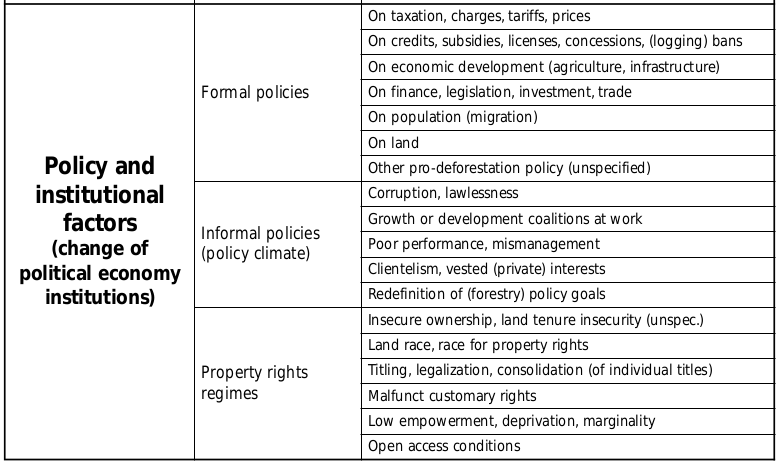 Policy and
institutional
factors
(change of
political economy
institutions)
Formal policies
On taxation, charges, tariffs, prices
On credits, subsidies, licenses, concessions, (logging) bans
On economic development (agriculture, infrastructure)
On finance, legislation, investment, trade
On population (migration)
On land
Other pro-deforestation policy (unspecified)
Informal policies
(policy climate)
Corruption, lawlessness
Growth or development coalitions at work
Poor performance, mismanagement
Clientelism, vested (private) interests
Redefinition of (forestry) policy goals
Property rights
regimes
Insecure ownership, land tenure insecurity (unspec.)
Land race, race for property rights
Titling, legalization, consolidation (of individual titles)
Malfunct customary rights
Low empowerment, deprivation, marginality
Open access conditions